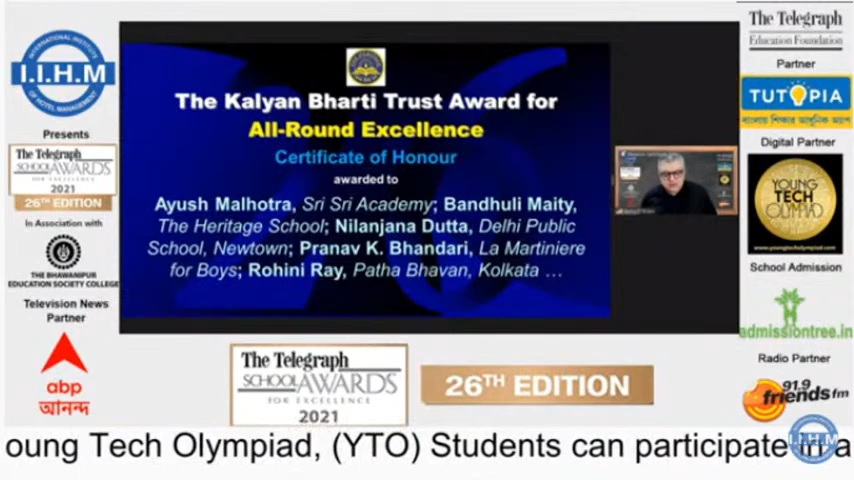 INTERNATIONAL INSTITUTE
I.I.H.M
OF HOTEL MANAGEMENT
Presents
The Telegraph
SCHOOL AWARDS
FOR EXCELLENCE
2021
26TH EDITION
In Association with
THE BHAWANIPUR
EDUCATION SOCIETY COLLEGE
Television News
Partner
abp
আনন্দ
The Kalyan Bharti Trust Award for
All-Round Excellence
Certificate of Honour
awarded to
Ayush Malhotra, Sri Sri Academy; Bandhuli Maity,
The Heritage School; Nilanjana Dutta, Delhi Public
School, Newtown; Pranav K. Bhandari, La Martiniere
for Boys; Rohini Ray, Patha Bhavan, Kolkata ...
The Telegraph
Education Foundation
Partner
TUTOPIA
বাংলায় শিক্ষার আধুনিক অ্যাপ
Digital Partner
YOUNG
TECH
OLYMPIAD
www.youngtecholympiad.com
School Admission
admissiontree.in
Radio Partner
91.9
friends fm
The Telegraph
SCHOOL AWARDS
FOR EXCELLENCE
2021
26TH EDITION
oung Tech Olympiad, (YTO) Students can participate in a
I.I.H.M